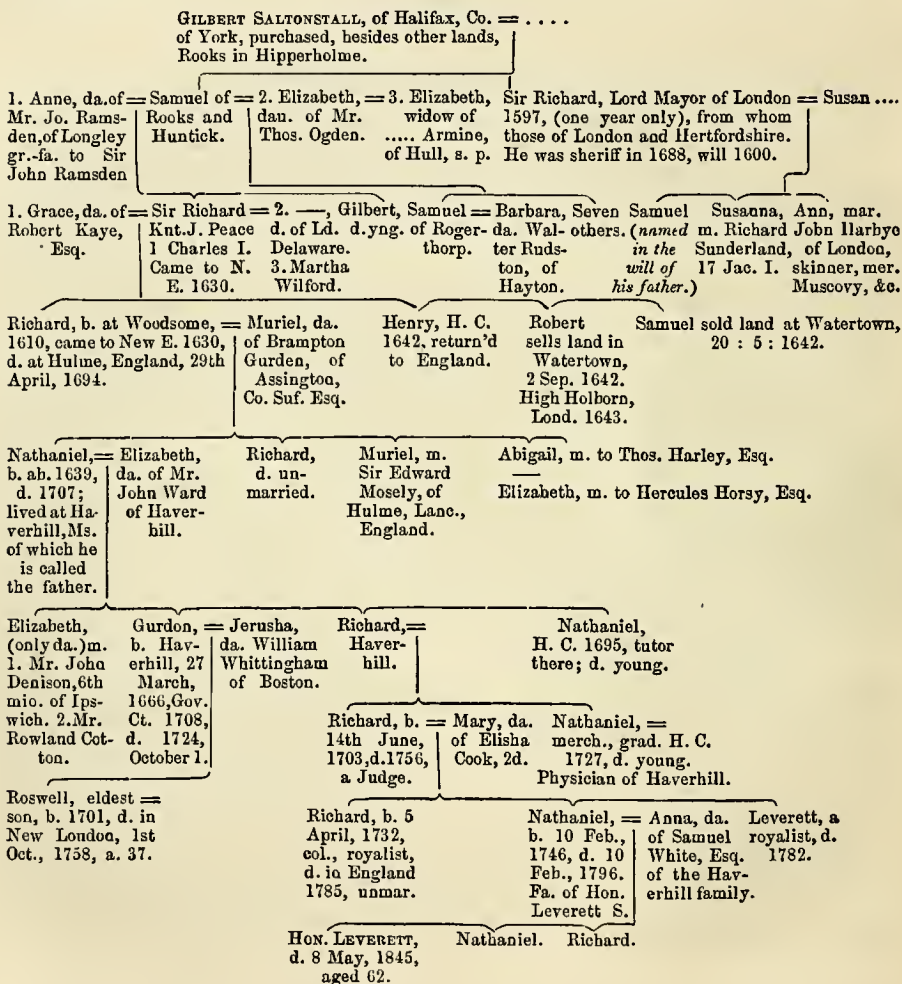 GILBERT SALTONSTALL, of Halifax, Co. = . . . .
of York, purchased, besides other lands,
Rooks in Hipperholme.
1. Anne, da. of
Mr. Jo. Rams-
den, of Longley
gr.-fa. to Sir
John Ramsden
= Samuel of
Rooks and
Huntick.
= 2. Elizabeth,
dau. of Mr.
Thos. Ogden.
= 3. Elizabeth,
widow of
..... Armine,
of Hull, s. p.
Sir Richard, Lord Mayor of London
1597, (one year only), from whom
those of London and Hertfordshire.
He was sheriff in 1688, will 1600.
= Susan ....
1. Grace, da. of
Robert Kaye,
Esq.
= Sir Richard
Knt. J. Peace
1 Charles I.
Came to N.
E. 1630.
= 2. —,
d. of Ld.
Delaware.
3. Martha
Wilford.
Gilbert,
d. yng.
Samuel
of Roger-
thorp.
= Barbara,
da. Wal-
ter Ruds-
ton, of
Hayton.
Seven
others.
Samuel
(named
in the
will of
his father.)
Susanna,
m. Richard
Sunderland,
17 Jac. I.
Ann, mar.
John Harbye
of London,
skinner, mer.
Muscovy, &c.
Richard, b. at Woodsome,
1610, came to New E. 1630,
d. at Hulme, England, 29th
April, 1694.
= Muriel, da.
of Brampton
Gurden, of
Assington,
Co. Suf. Esq.
Henry, H. C.
1642, return'd
to England.
Robert
sells land in
Watertown,
2 Sep. 1642.
High Holborn,
Lond. 1643.
Samuel sold land at Watertown,
20 : 5 : 1642.
Nathaniel,
b. ab. 1639,
d. 1707;
lived at Ha-
verhill, Ms.
of which he
is called
the father.
= Elizabeth,
da. of Mr.
John Ward
of Haver-
hill.
Richard,
d. un-
married.
Muriel, m.
Sir Edward
Mosely, of
Hulme, Lanc.,
England.
Abigail, m. to Thos. Harley, Esq.
—
Elizabeth, m. to Hercules Horsy, Esq.
Elizabeth,
(only da.) m.
1. Mr. John
Denison, 6th
min. of Ips-
wich. 2. Mr.
Rowland Cot-
ton.
Gurdon,
b. Hav-
erhill, 27
March,
1666, Gov.
Ct. 1708,
d. 1724,
October 1.
= Jerusha,
da. William
Whittingham
of Boston.
Richard, =
Haver-
hill.
Nathaniel,
H. C. 1695, tutor
there; d. young.
Richard, b.
14th June,
1703, d. 1756,
a Judge.
= Mary, da.
of Elisha
Cook, 2d.
Nathaniel, =
merch., grad. H. C.
1727, d. young.
Physician of Haverhill.
Roswell, eldest =
son, b. 1701, d. in
New London, 1st
Oct., 1758, a. 37.
Richard, b. 5
April, 1732,
col., royalist,
d. in England
1785, unmar.
Nathaniel,
b. 10 Feb.,
1746, d. 10
Feb., 1796.
Fa. of Hon.
Leverett S.
= Anna, da.
of Samuel
White, Esq.
of the Hav-
erhill family.
Leverett, a
royalist, d.
1782.
HON. LEVERETT,
d. 8 May, 1845,
aged 62.
Nathaniel.
Richard.